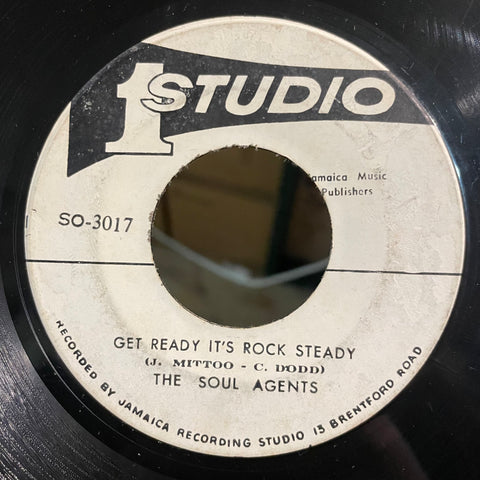 1 STUDIO
Jamaica Music
Publishers
SO-3017
GET READY IT'S ROCK STEADY
(J. MITTOO - C. DODD)
THE SOUL AGENTS
RECORDED BY JAMAICA RECORDING STUDIO 13 BRENTFORD ROAD